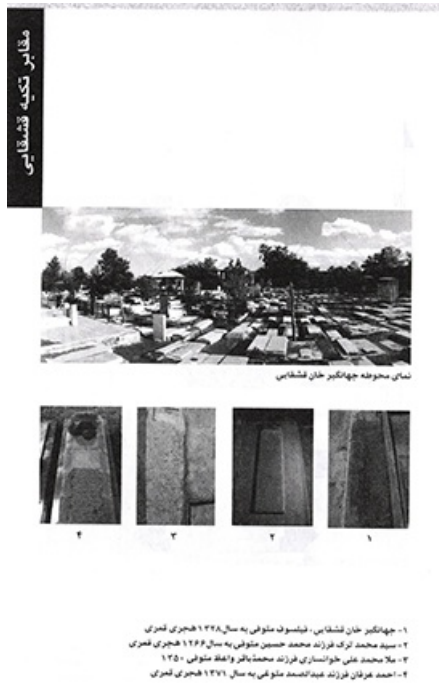 مقابر تکیه قشقایی
نمای محوطه جهانگیر خان قشقایی
۴ ۳ ۲ ۱
۱- جهانگیر خان قشقایی، فیلسوف متوفی به سال ۱۳۲۸ هجری قمری
۲- سید محمد ترک فرزند محمد حسین متوفی به سال ۱۲۶۶ هجری قمری
۳- ملا محمد علی خوانساری فرزند محمدباقر واعظ متوفی ۱۳۵۰
۴- احمد عرفان فرزند عبدالصمد متوفی به سال ۱۳۷۱ هجری قمری